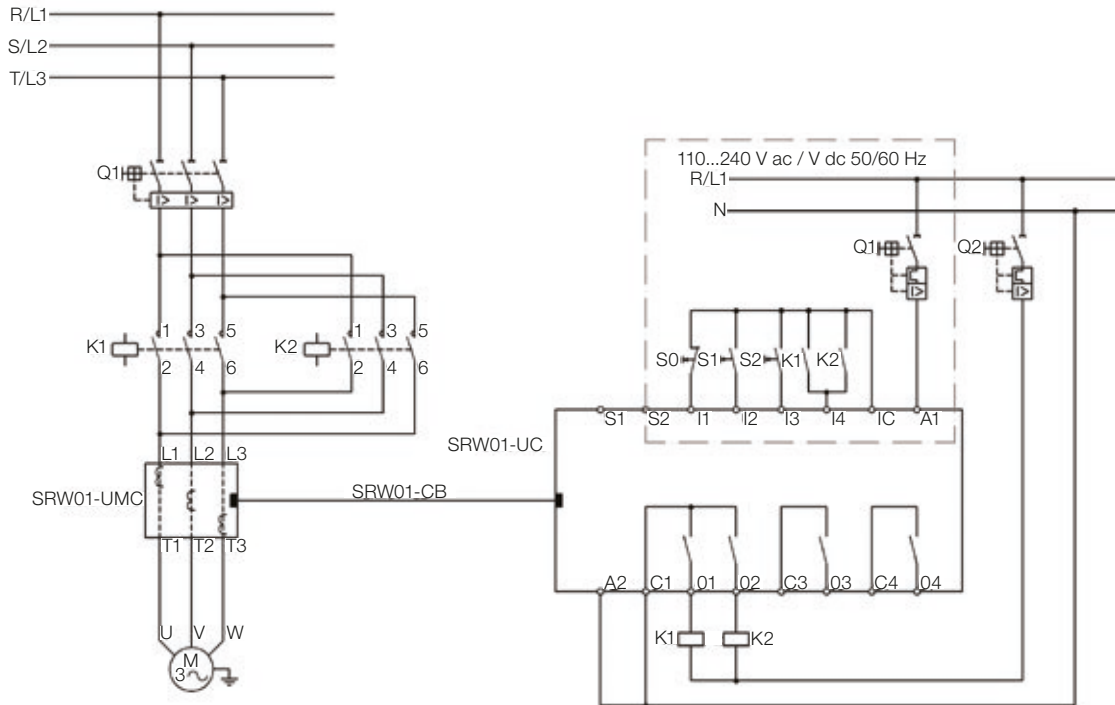 R/L1
S/L2
T/L3
Q1
I> I> I>
1 3 5
K1
2 4 6
1 3 5
K2
2 4 6
L1 L2 L3
SRW01-UMC
T1 T2 T3
SRW01-CB
U V W
M
3
110...240 V ac / V dc 50/60 Hz
R/L1
N
Q1
I>
Q2
I>
S0 S1 S2 K1 K2
S1 S2 I1 I2 I3 I4 IC A1
SRW01-UC
A2 C1 01 02 C3 03 C4 04
K1 K2